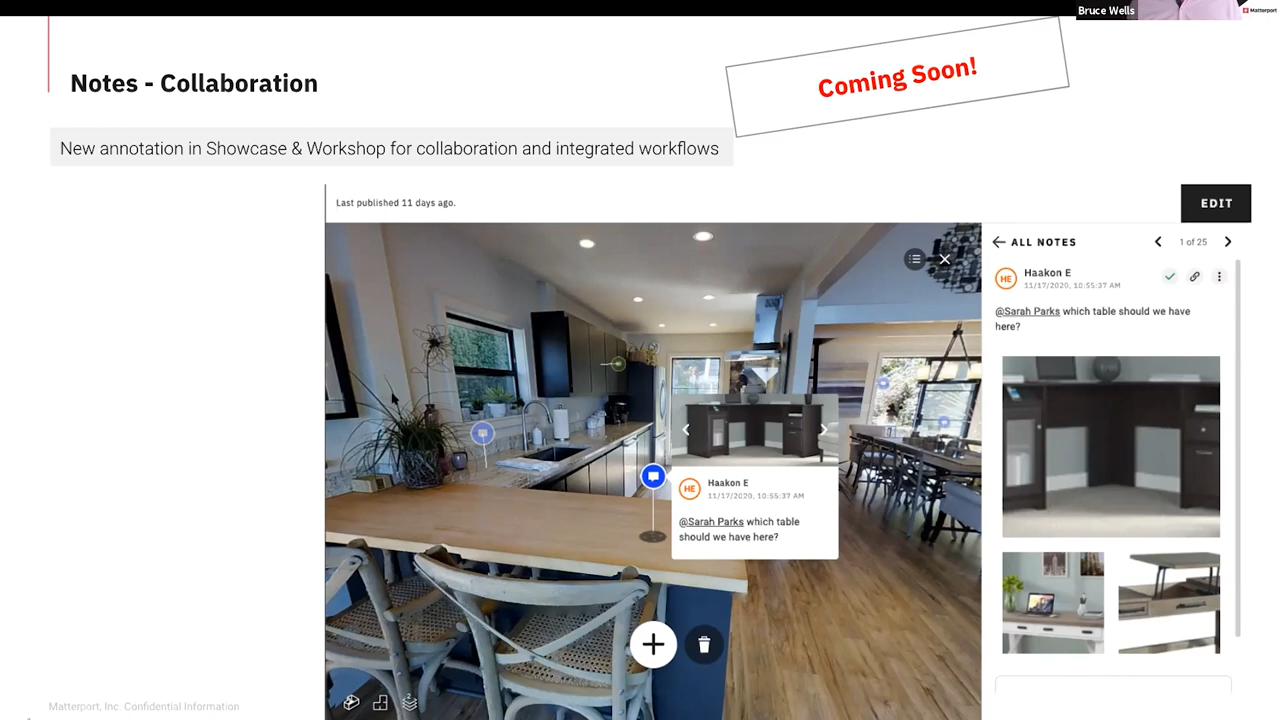 Bruce Wells
Matterport
Coming Soon!
Notes - Collaboration
New annotation in Showcase & Workshop for collaboration and integrated workflows
Last published 11 days ago.
EDIT
ALL NOTES
1 of 25
HE
Haakon E
11/17/2020, 10:55:37 AM
@Sarah Parks which table should we have
here?
HE
Haakon E
11/17/2020, 10:55:37 AM
@Sarah Parks which table
should we have here?
Matterport, Inc. Confidential Information